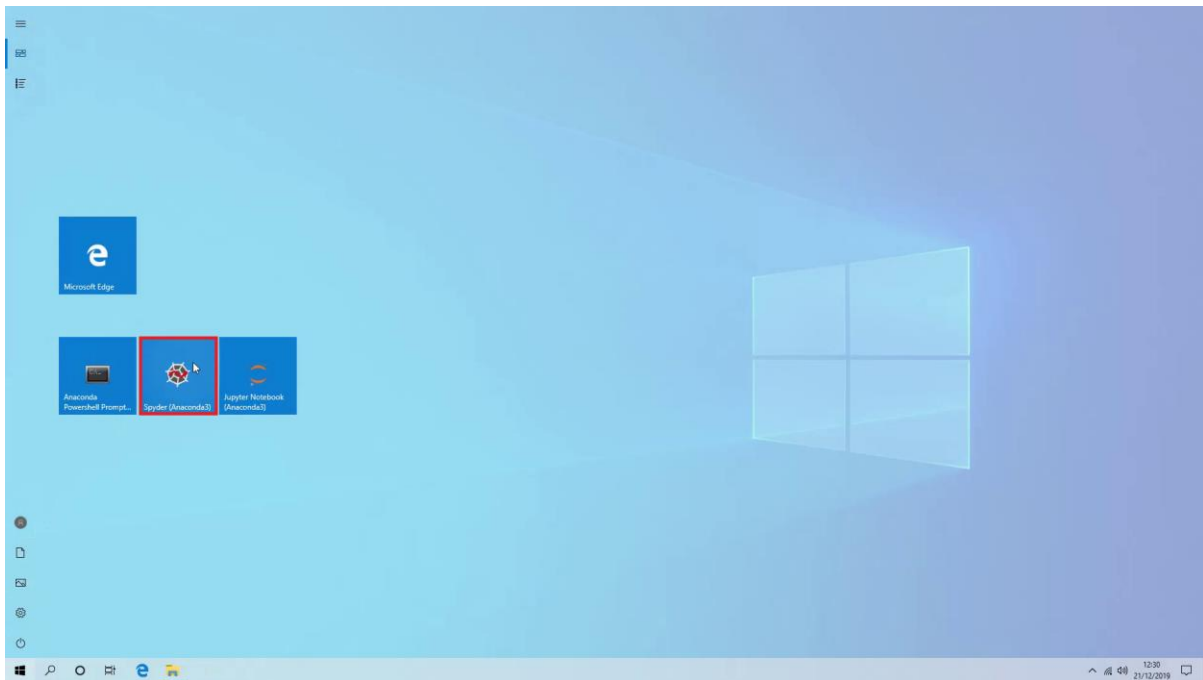 Microsoft Edge
Anaconda
Powershell Prompt...
Spyder (Anaconda3)
Jupyter Notebook
(Anaconda3)
12:30
21/12/2019